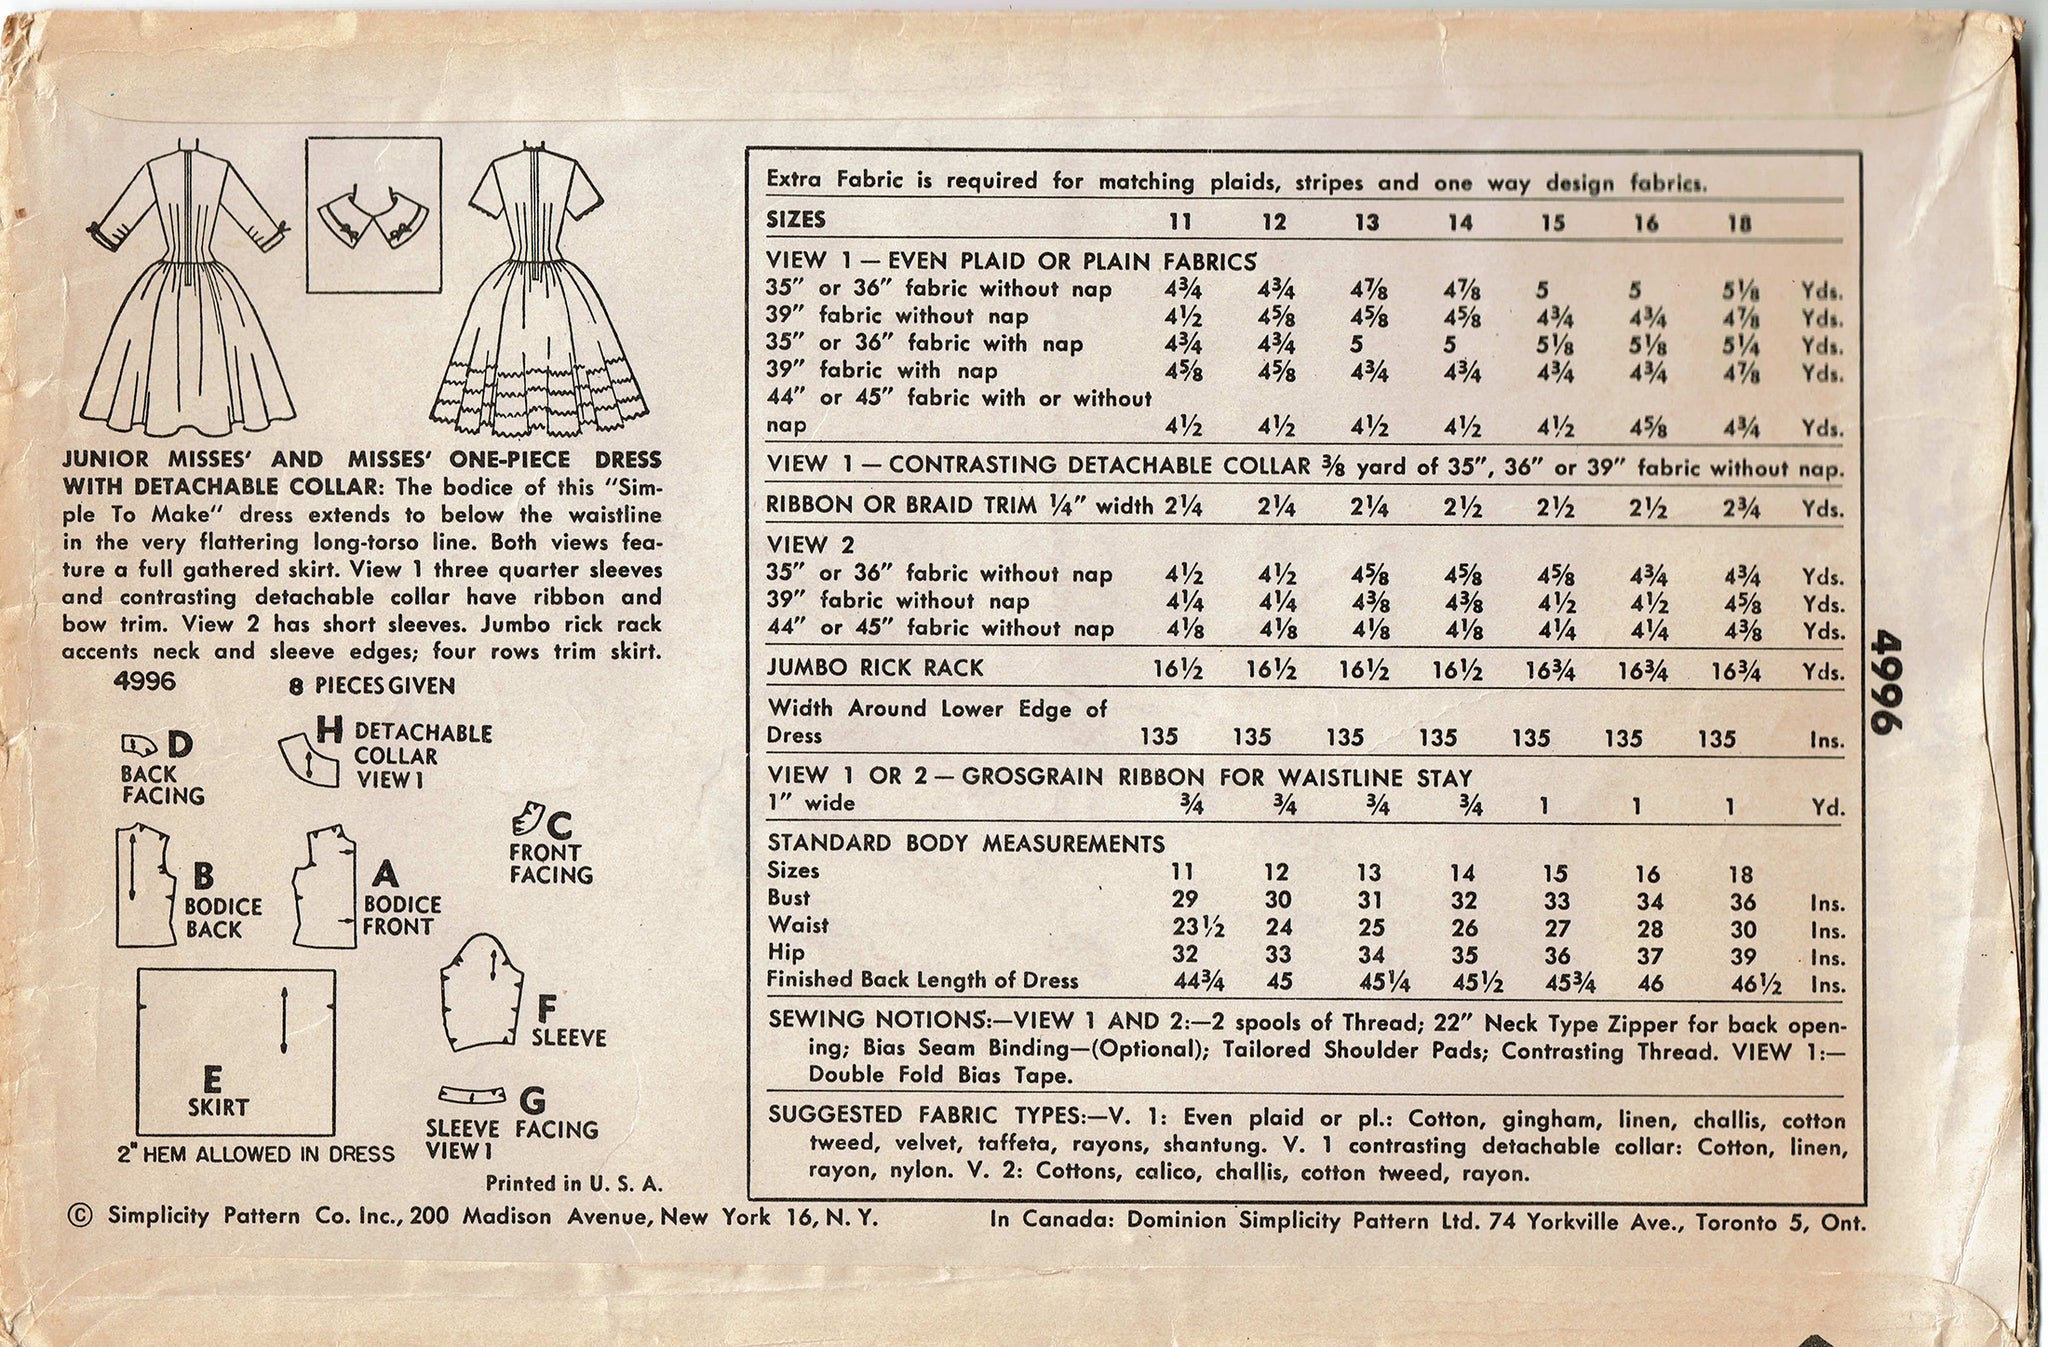 JUNIOR MISSES' AND MISSES' ONE-PIECE DRESS
WITH DETACHABLE COLLAR: The bodice of this "Sim-
ple To Make" dress extends to below the waistline
in the very flattering long-torso line. Both views fea-
ture a full gathered skirt. View 1 three quarter sleeves
and contrasting detachable collar have ribbon and
bow trim. View 2 has short sleeves. Jumbo rick rack
accents neck and sleeve edges; four rows trim skirt.
4996 8 PIECES GIVEN
D
BACK
FACING
H DETACHABLE
COLLAR
VIEW 1
C
FRONT
FACING
B
BODICE
BACK
A
BODICE
FRONT
F
SLEEVE
E
SKIRT
G
SLEEVE FACING
VIEW 1
2" HEM ALLOWED IN DRESS
Printed in U. S. A.
Extra Fabric is required for matching plaids, stripes and one way design fabrics.
SIZES 11 12 13 14 15 16 18
VIEW 1 — EVEN PLAID OR PLAIN FABRICS
35" or 36" fabric without nap 4¾ 4¾ 4⅞ 4⅞ 5 5 5⅛ Yds.
39" fabric without nap 4½ 4⅝ 4⅝ 4⅝ 4¾ 4¾ 4⅞ Yds.
35" or 36" fabric with nap 4¾ 4¾ 5 5 5⅛ 5⅛ 5¼ Yds.
39" fabric with nap 4⅝ 4⅝ 4¾ 4¾ 4¾ 4¾ 4⅞ Yds.
44" or 45" fabric with or without
nap 4½ 4½ 4½ 4½ 4½ 4⅝ 4¾ Yds.
VIEW 1 — CONTRASTING DETACHABLE COLLAR ⅜ yard of 35", 36" or 39" fabric without nap.
RIBBON OR BRAID TRIM ¼" width 2¼ 2¼ 2¼ 2½ 2½ 2½ 2¾ Yds.
VIEW 2
35" or 36" fabric without nap 4½ 4½ 4⅝ 4⅝ 4⅝ 4¾ 4¾ Yds.
39" fabric without nap 4¼ 4¼ 4⅜ 4⅜ 4½ 4½ 4⅝ Yds.
44" or 45" fabric without nap 4⅛ 4⅛ 4⅛ 4⅛ 4¼ 4¼ 4⅜ Yds.
JUMBO RICK RACK 16½ 16½ 16½ 16½ 16¾ 16¾ 16¾ Yds.
Width Around Lower Edge of
Dress 135 135 135 135 135 135 135 Ins.
VIEW 1 OR 2 — GROSGRAIN RIBBON FOR WAISTLINE STAY
1" wide ¾ ¾ ¾ ¾ 1 1 1 Yd.
STANDARD BODY MEASUREMENTS
Sizes 11 12 13 14 15 16 18
Bust 29 30 31 32 33 34 36 Ins.
Waist 23½ 24 25 26 27 28 30 Ins.
Hip 32 33 34 35 36 37 39 Ins.
Finished Back Length of Dress 44¾ 45 45¼ 45½ 45¾ 46 46½ Ins.
SEWING NOTIONS:—VIEW 1 AND 2:—2 spools of Thread; 22" Neck Type Zipper for back open-
ing; Bias Seam Binding—(Optional); Tailored Shoulder Pads; Contrasting Thread. VIEW 1:—
Double Fold Bias Tape.
SUGGESTED FABRIC TYPES:—V. 1: Even plaid or pl.: Cotton, gingham, linen, challis, cotton
tweed, velvet, taffeta, rayons, shantung. V. 1 contrasting detachable collar: Cotton, linen,
rayon, nylon. V. 2: Cottons, calico, challis, cotton tweed, rayon.
4996
© Simplicity Pattern Co. Inc., 200 Madison Avenue, New York 16, N. Y. In Canada: Dominion Simplicity Pattern Ltd. 74 Yorkville Ave., Toronto 5, Ont.